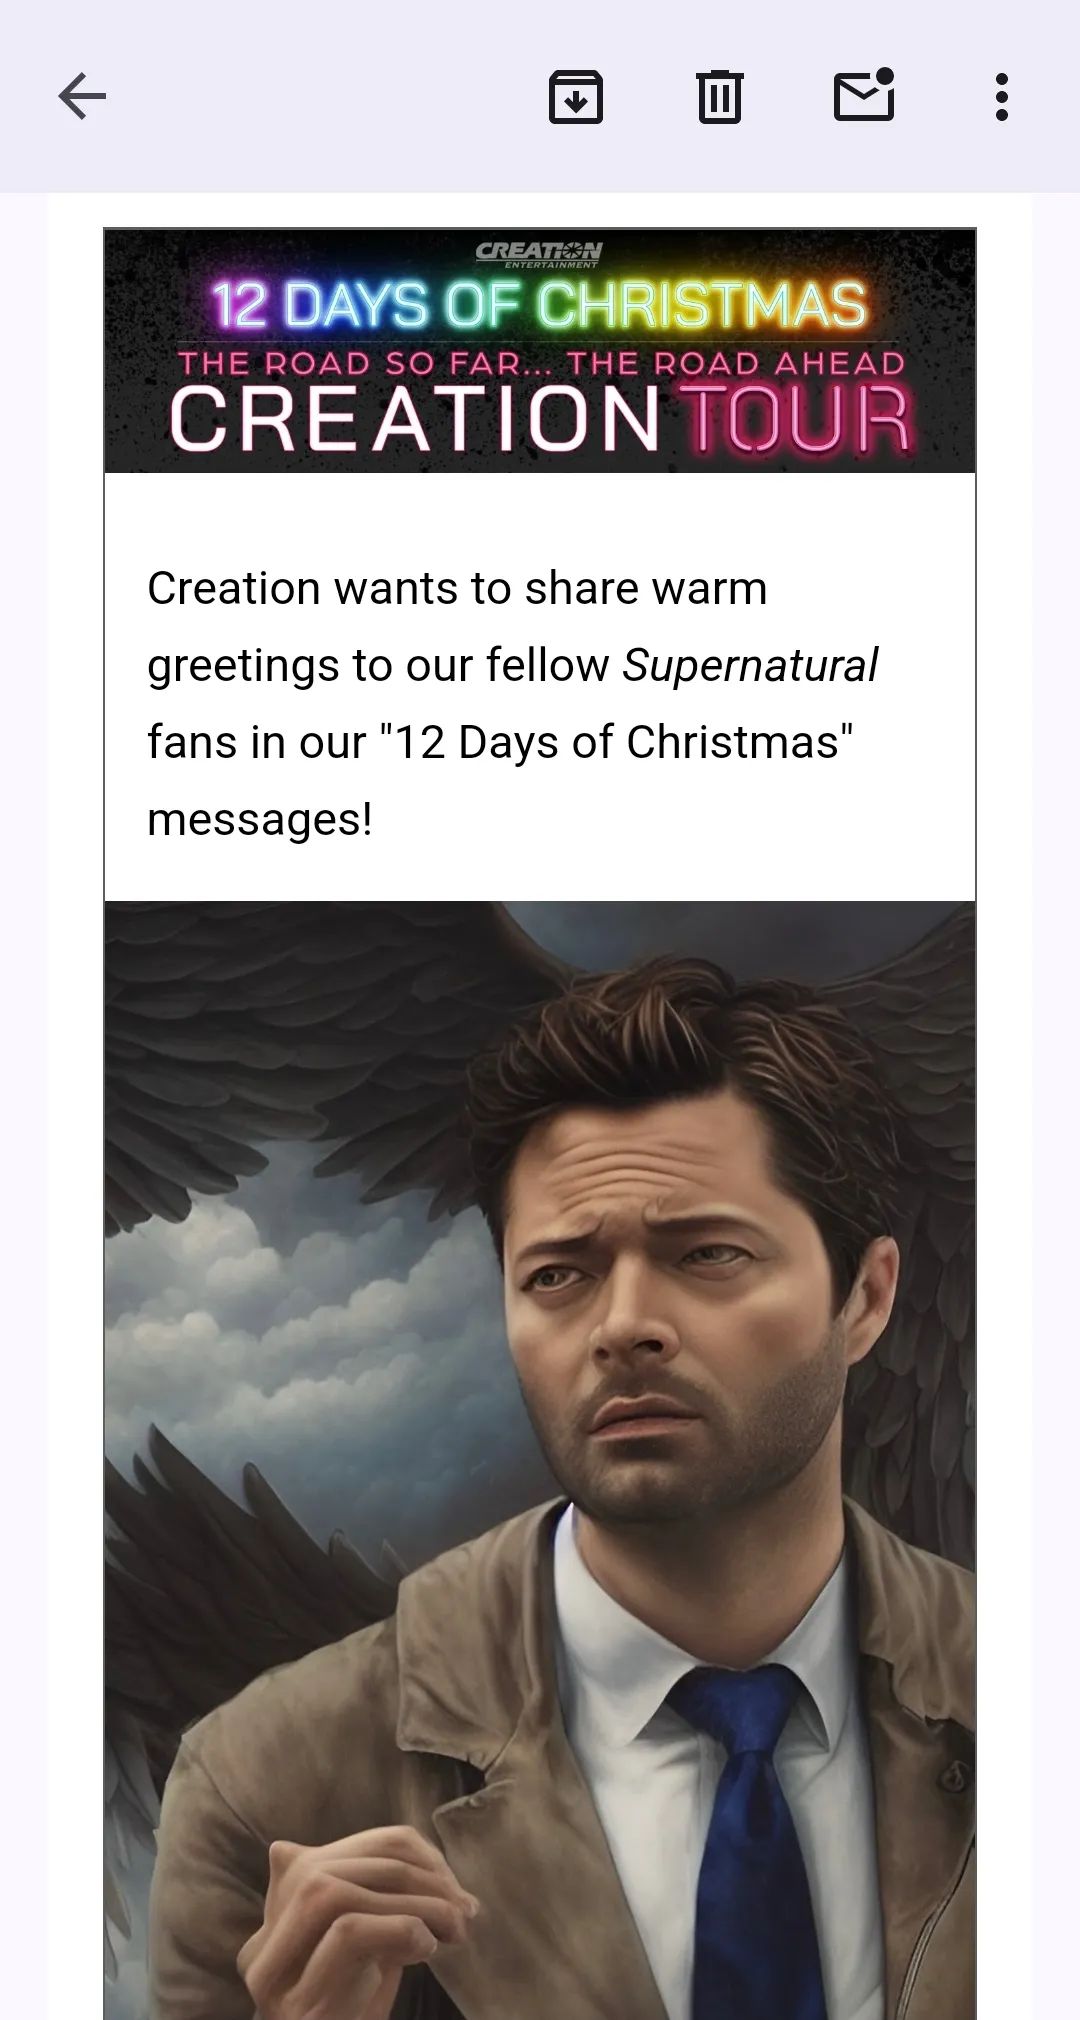 CREATION
ENTERTAINMENT
12 DAYS OF CHRISTMAS
THE ROAD SO FAR... THE ROAD AHEAD
CREATION TOUR
Creation wants to share warm
greetings to our fellow Supernatural
fans in our "12 Days of Christmas"
messages!